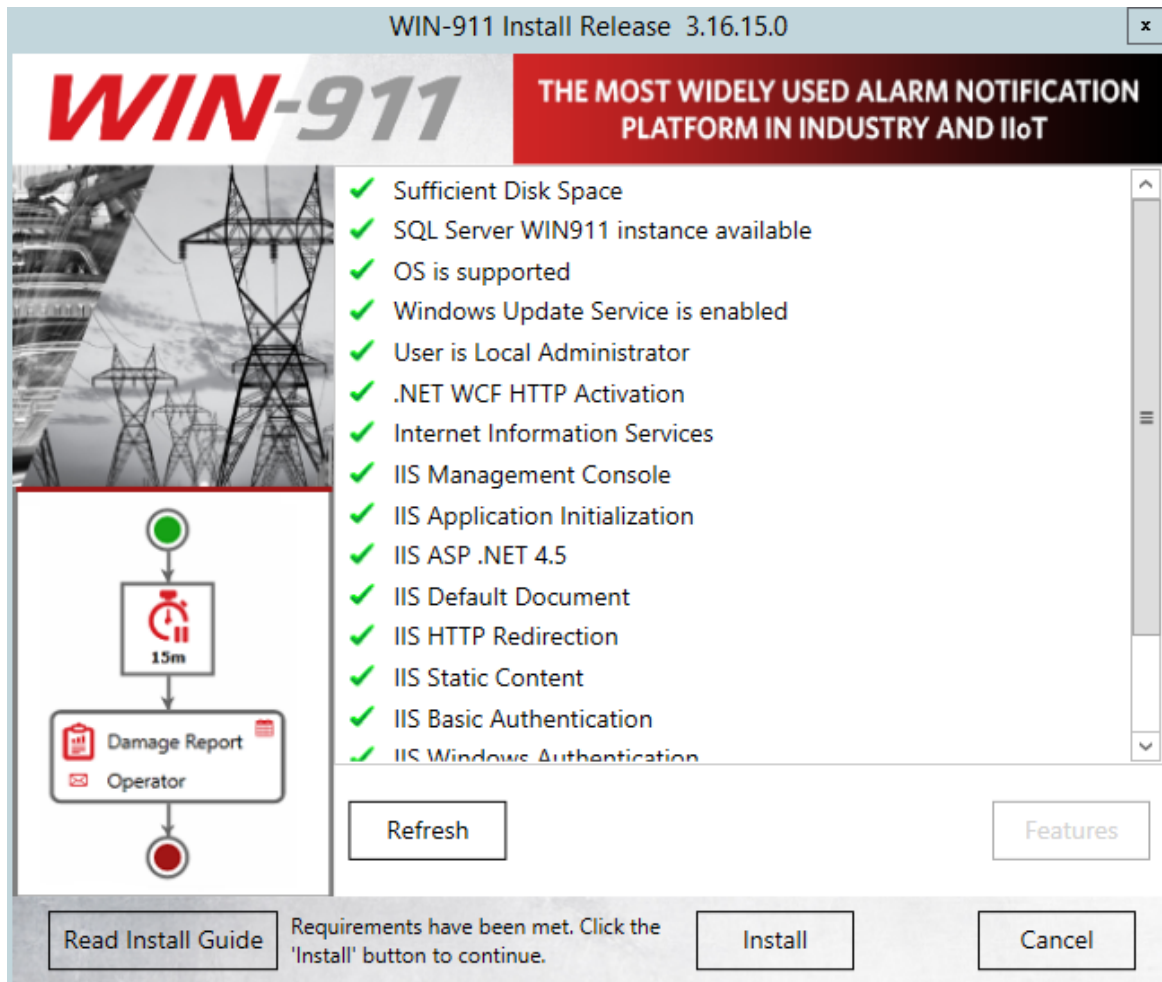 WIN-911 Install Release 3.16.15.0
x
WIN-911
THE MOST WIDELY USED ALARM NOTIFICATION
PLATFORM IN INDUSTRY AND IIoT
Sufficient Disk Space
SQL Server WIN911 instance available
OS is supported
Windows Update Service is enabled
User is Local Administrator
.NET WCF HTTP Activation
Internet Information Services
IIS Management Console
IIS Application Initialization
IIS ASP .NET 4.5
IIS Default Document
IIS HTTP Redirection
IIS Static Content
IIS Basic Authentication
IIS Windows Authentication
15m
Damage Report
Operator
Refresh
Features
Read Install Guide
Requirements have been met. Click the
'Install' button to continue.
Install
Cancel